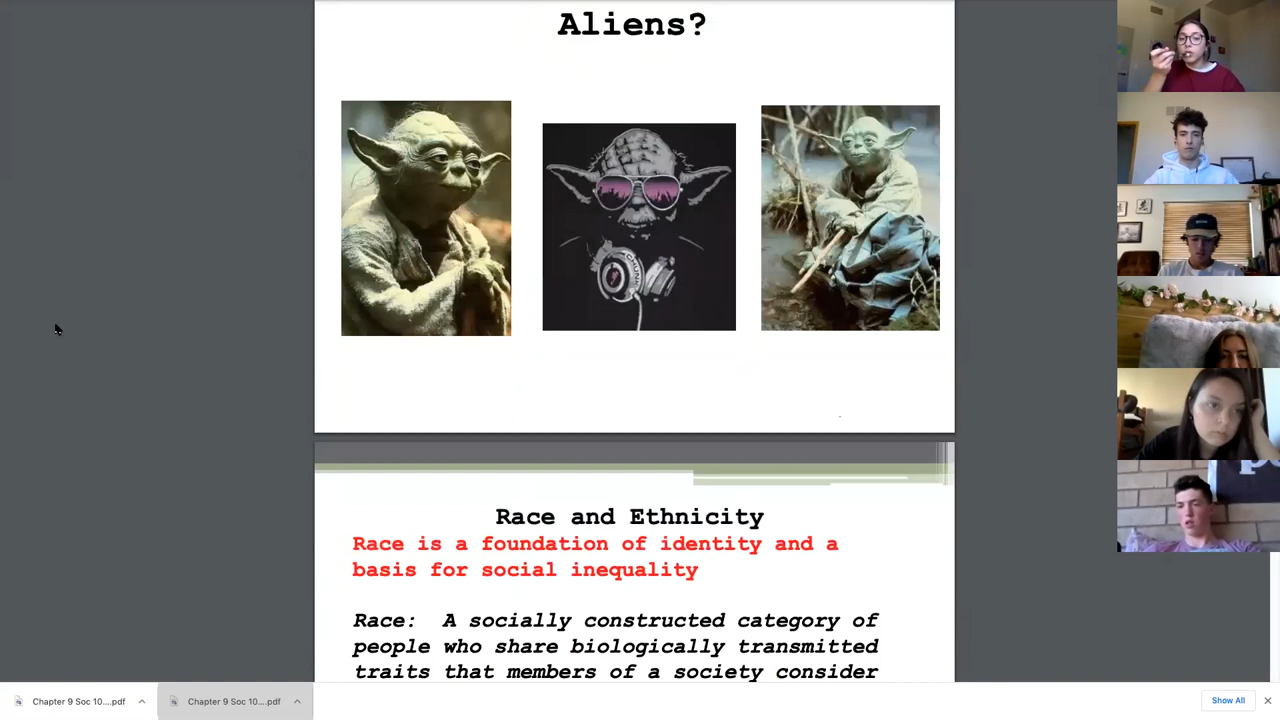 Aliens?
CHUNK
Race and Ethnicity
Race is a foundation of identity and a
basis for social inequality
Race: A socially constructed category of
people who share biologically transmitted
traits that members of a society consider
Chapter 9 Soc 10....pdf
Chapter 9 Soc 10....pdf
Show All